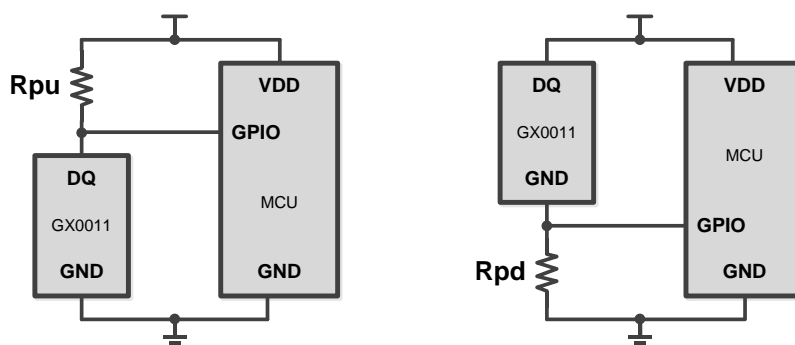 Rpu
VDD
GPIO
DQ
GX0011
MCU
GND
GND
DQ
VDD
GX0011
MCU
GND
GPIO
Rpd
GND